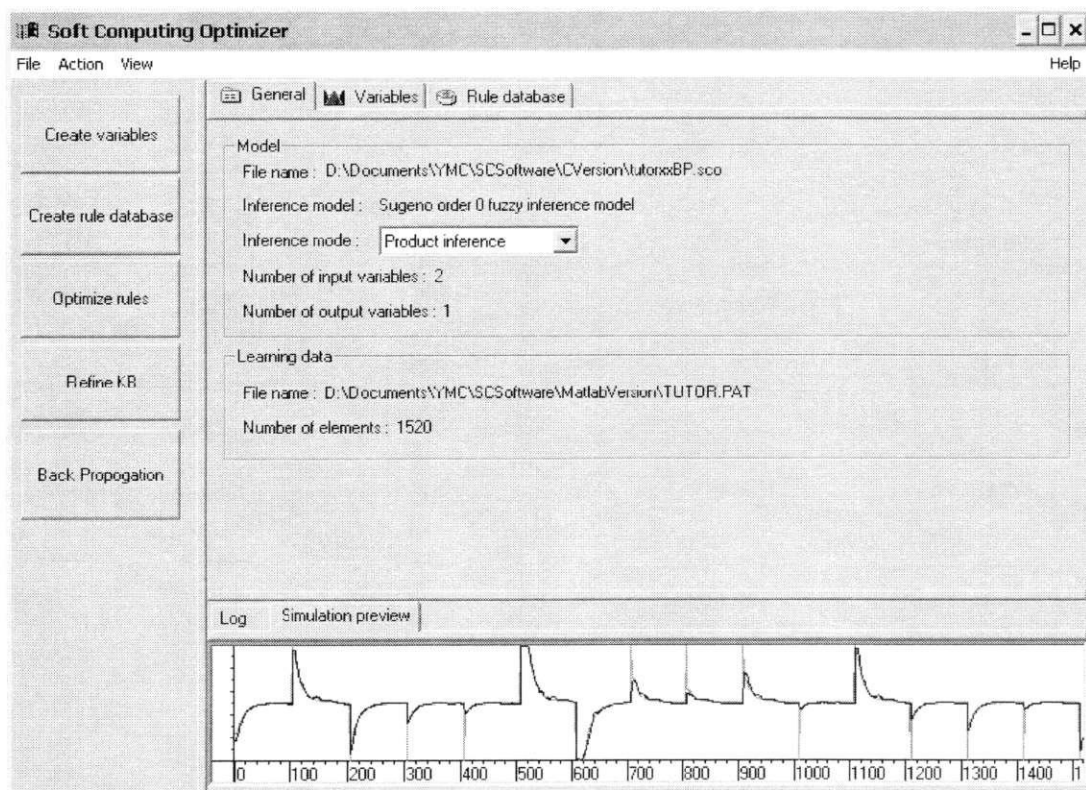 Soft Computing Optimizer
File Action View Help
Create variables
Create rule database
Optimize rules
Refine KB
Back Propogation
General Variables Rule database
Model
File name : D:\Documents\YMC\SCSoftware\CVersion\tutorxxBP.sco
Inference model : Sugeno order 0 fuzzy inference model
Inference mode : Product inference
Number of input variables : 2
Number of output variables : 1
Learning data
File name : D:\Documents\YMC\SCSoftware\MatlabVersion\TUTOR.PAT
Number of elements : 1520
Log Simulation preview
0 100 200 300 400 500 600 700 800 900 1000 1100 1200 1300 1400 1